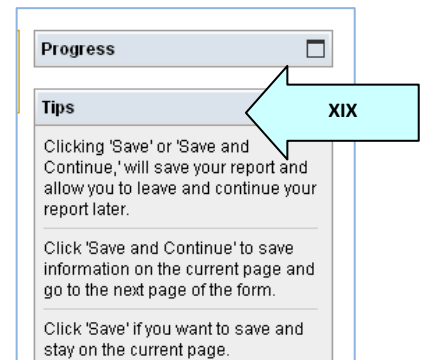 Progress
Tips
XIX
Clicking 'Save' or 'Save and
Continue,' will save your report and
allow you to leave and continue your
report later.
Click 'Save and Continue' to save
information on the current page and
go to the next page of the form.
Click 'Save' if you want to save and
stay on the current page.